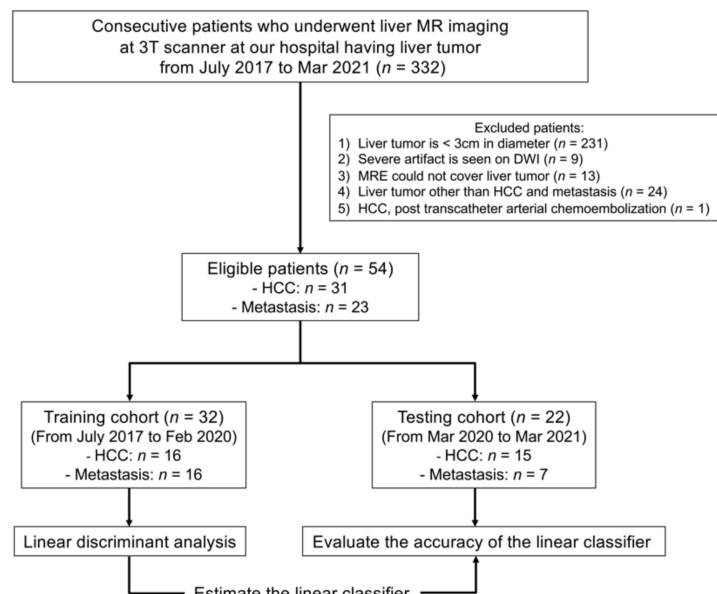 Consecutive patients who underwent liver MR imaging
at 3T scanner at our hospital having liver tumor
from July 2017 to Mar 2021 (n = 332)
Excluded patients:
1) Liver tumor is < 3cm in diameter (n = 231)
2) Severe artifact is seen on DWI (n = 9)
3) MRE could not cover liver tumor (n = 13)
4) Liver tumor other than HCC and metastasis (n = 24)
5) HCC, post transcatheter arterial chemoembolization (n = 1)
Eligible patients (n = 54)
- HCC: n = 31
- Metastasis: n = 23
Training cohort (n = 32)
(From July 2017 to Feb 2020)
- HCC: n = 16
- Metastasis: n = 16
Testing cohort (n = 22)
(From Mar 2020 to Mar 2021)
- HCC: n = 15
- Metastasis: n = 7
Linear discriminant analysis
Evaluate the accuracy of the linear classifier
Estimate the linear classifier